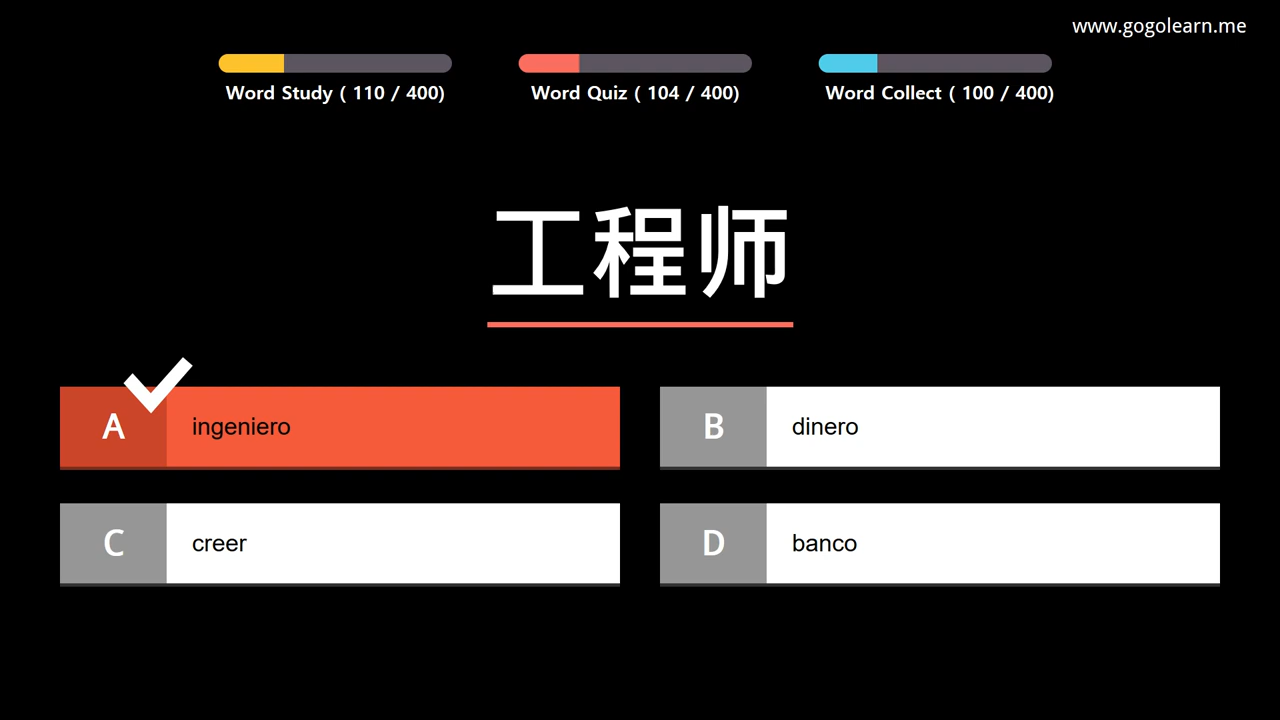 www.gogolearn.me
Word Study ( 110 / 400)
Word Quiz ( 104 / 400)
Word Collect ( 100 / 400)
工程师
A ingeniero
B dinero
C creer
D banco